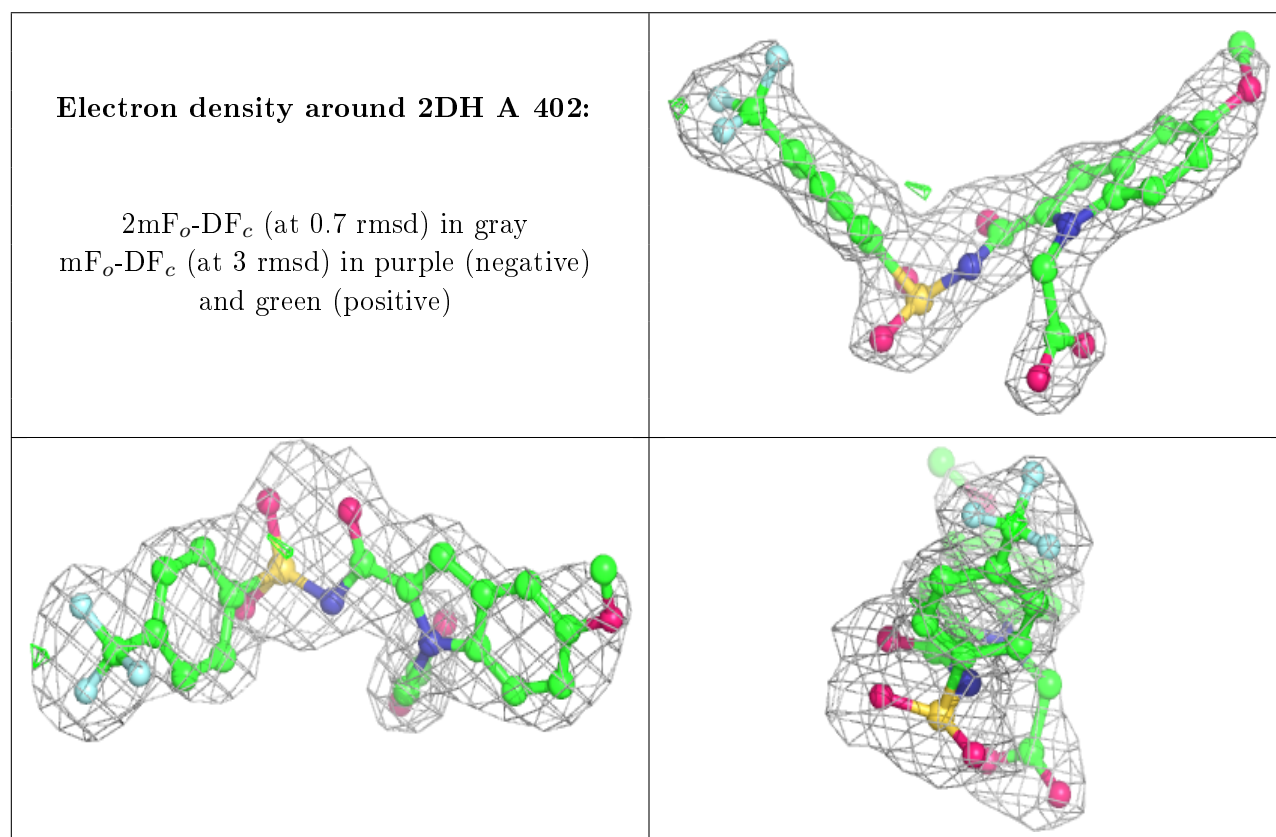 Electron density around 2DH A 402:
2mFo-DFc (at 0.7 rmsd) in gray
mFo-DFc (at 3 rmsd) in purple (negative)
and green (positive)